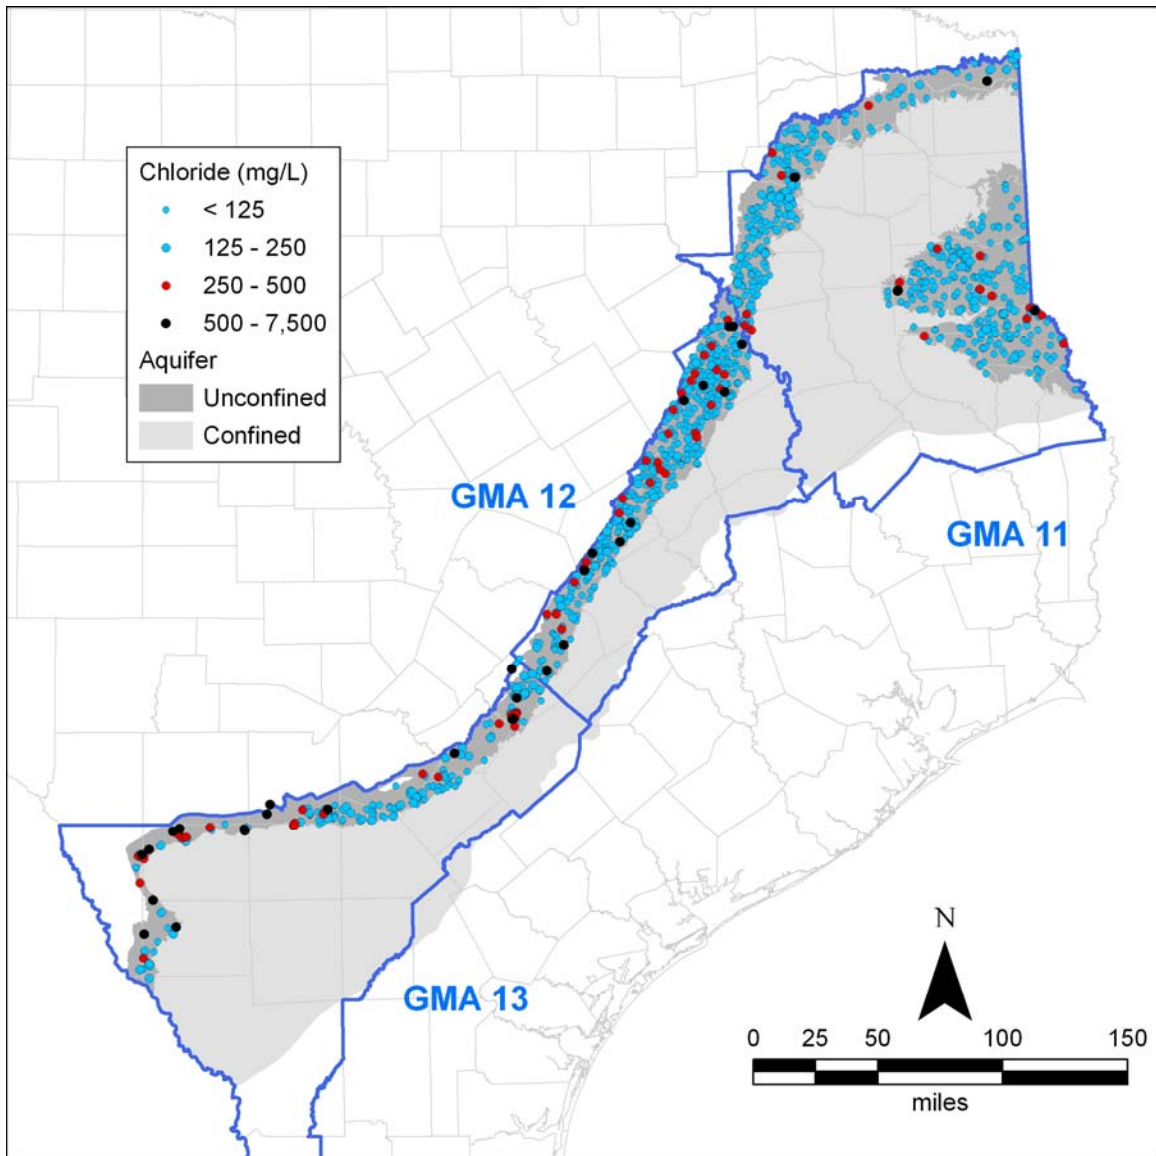 Chloride (mg/L)
< 125
125 - 250
250 - 500
500 - 7,500
Aquifer
Unconfined
Confined
GMA 12
GMA 11
GMA 13
N
0 25 50 100 150
miles